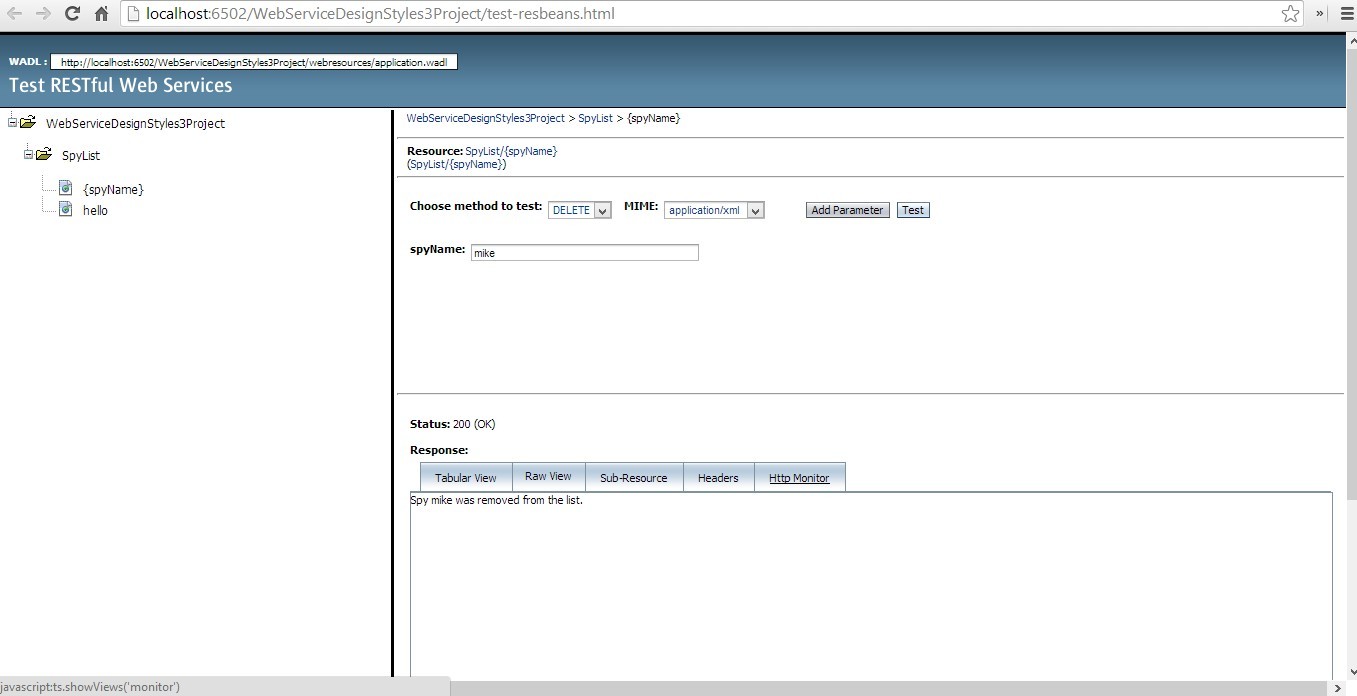 localhost:6502/WebServiceDesignStyles3Project/test-resbeans.html »
WADL : http://localhost:6502/WebServiceDesignStyles3Project/webresources/application.wadl
Test RESTful Web Services
WebServiceDesignStyles3Project
SpyList
{spyName}
hello
WebServiceDesignStyles3Project > SpyList > {spyName}
Resource: SpyList/{spyName}
(SpyList/{spyName})
Choose method to test: DELETE MIME: application/xml Add Parameter Test
spyName: mike
Status: 200 (OK)
Response:
Tabular View Raw View Sub-Resource Headers Http Monitor
Spy mike was removed from the list.
javascript:ts.showViews('monitor')